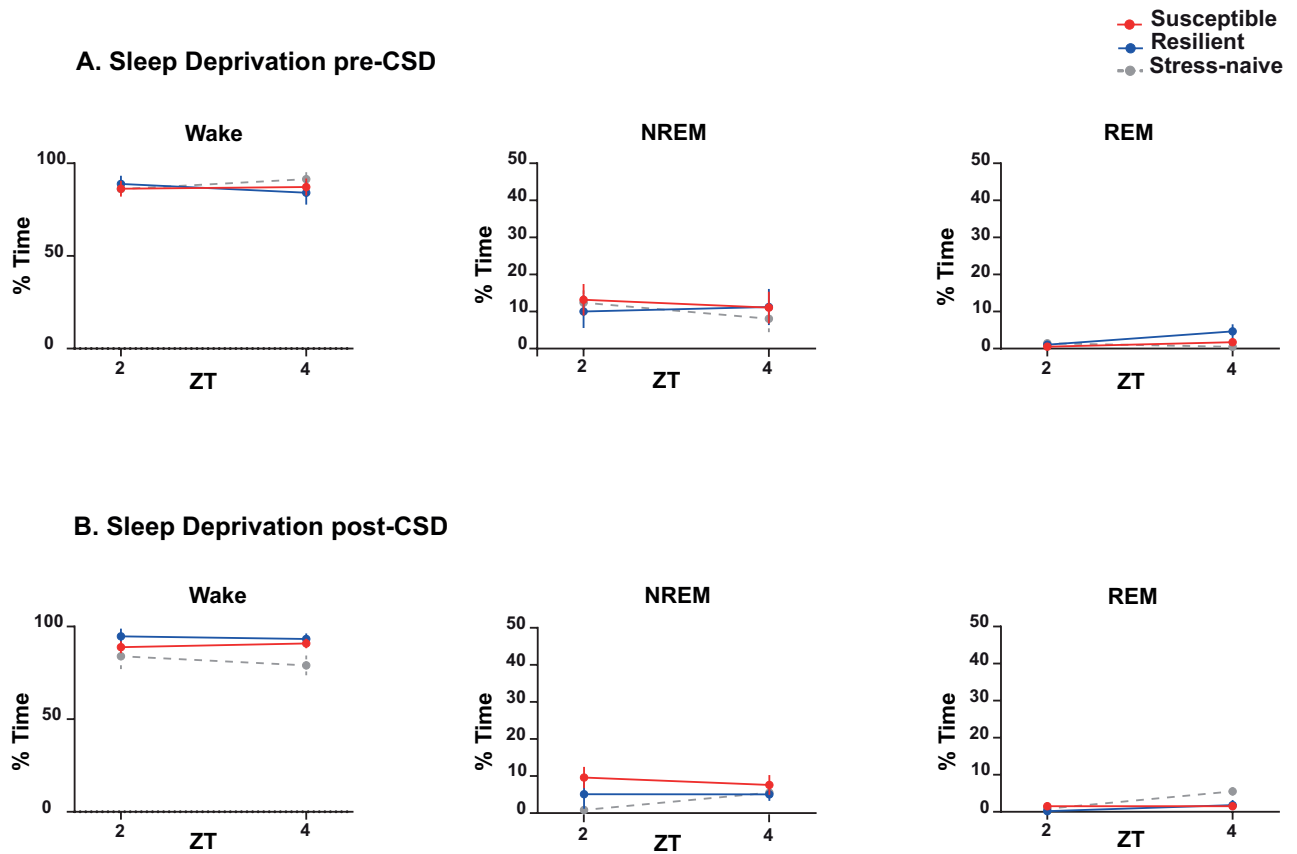 Susceptible
Resilient
Stress-naive
A. Sleep Deprivation pre-CSD
Wake
NREM
REM
100
50
0
% Time
2
4
ZT
50
40
30
20
10
0
% Time
2
4
ZT
50
40
30
20
10
0
% Time
2
4
ZT
B. Sleep Deprivation post-CSD
Wake
NREM
REM
100
50
0
% Time
2
4
ZT
50
40
30
20
10
0
% Time
2
4
ZT
50
40
30
20
10
0
% Time
2
4
ZT